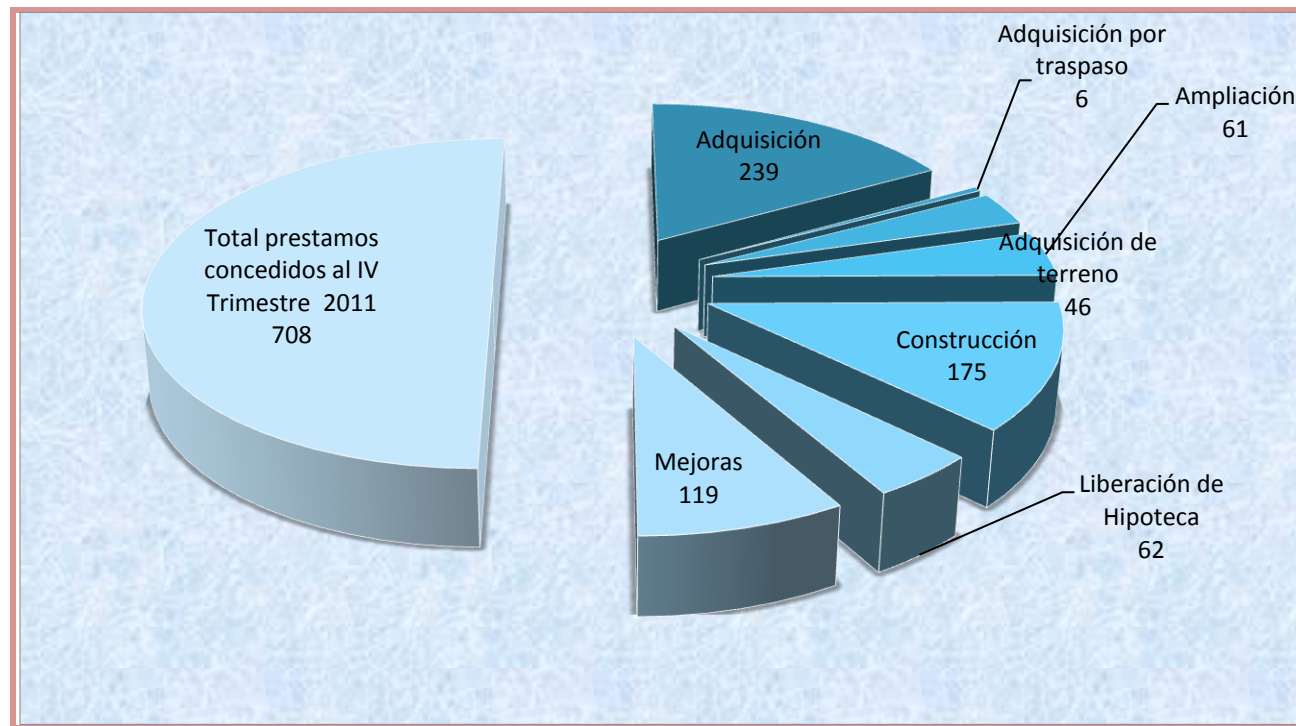 Adquisición por
traspaso
6
Ampliación
61
Adquisición
239
Adquisición de
terreno
46
Total prestamos
concedidos al IV
Trimestre  2011
708
Construcción
175
Mejoras
119
Liberación de
Hipoteca
62